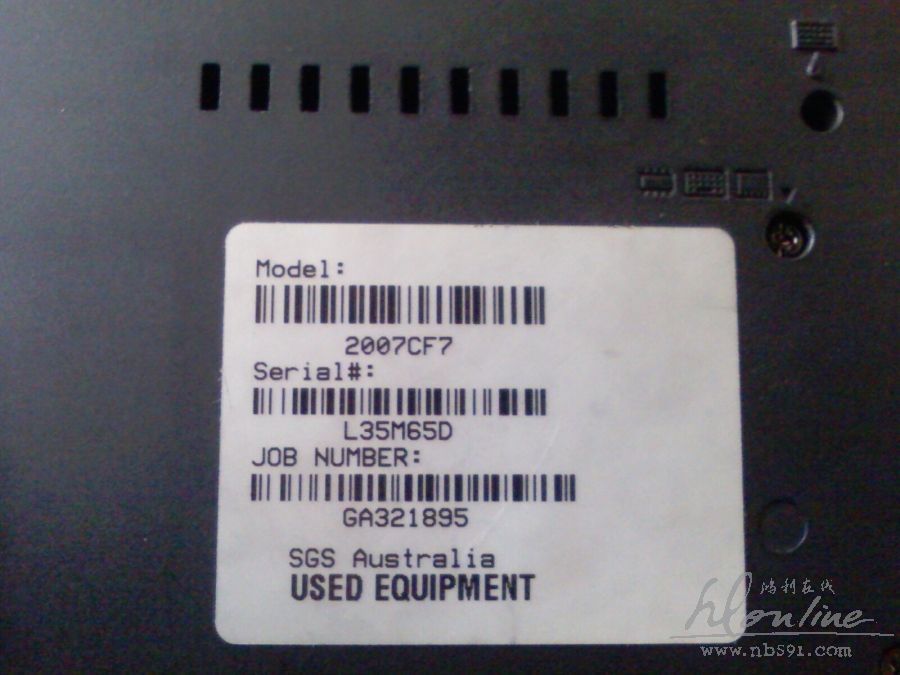 Model:
2007CF7
Serial#:
L35M65D
JOB NUMBER:
GA321895
SGS Australia
USED EQUIPMENT
鸿利在线
hlonline
www.nb591.com